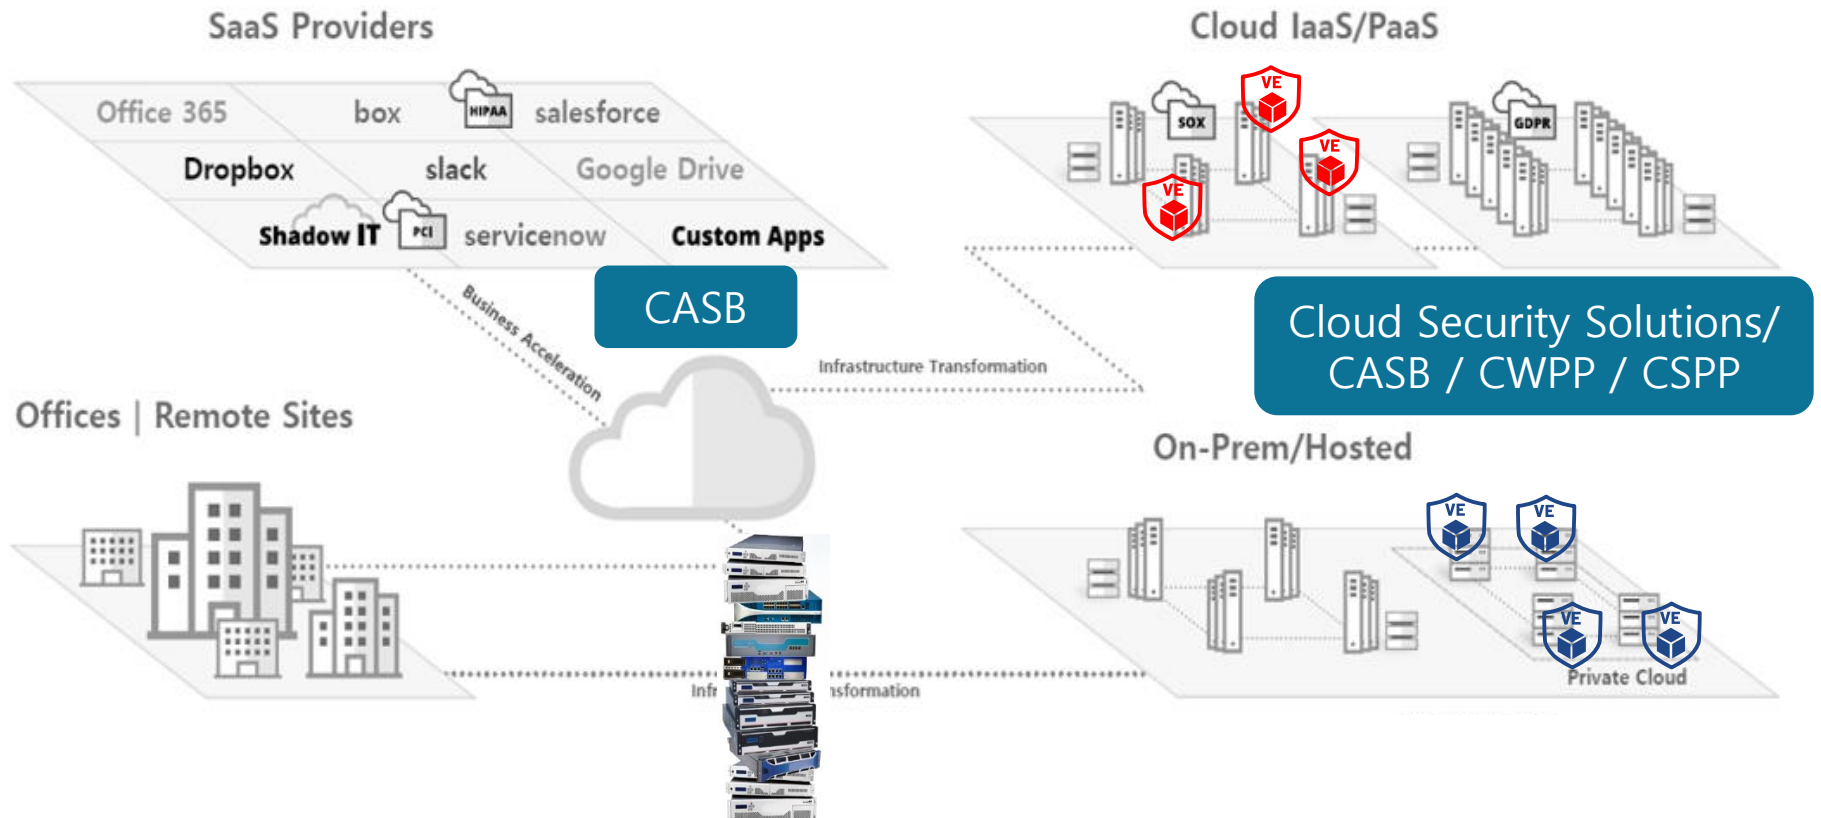 SaaS Providers
Office 365
box
HIPAA
salesforce
Dropbox
slack
Google Drive
Shadow IT
PCI
servicenow
Custom Apps
CASB
Cloud IaaS/PaaS
SOX
VE
VE
VE
GDPR
Cloud Security Solutions/
CASB / CWPP / CSPP
Business Acceleration
Infrastructure Transformation
Offices | Remote Sites
On-Prem/Hosted
VE
VE
VE
VE
Private Cloud
Inf
nsformation